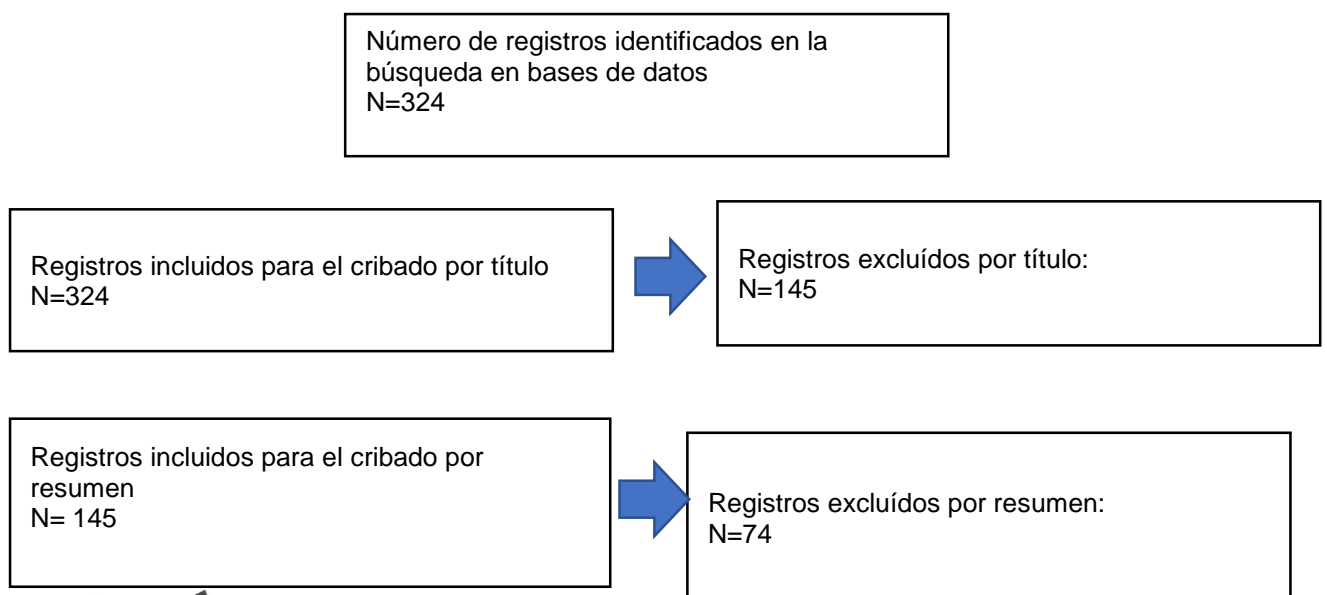 Número de registros identificados en la
búsqueda en bases de datos
N=324
Registros incluidos para el cribado por título
N=324
Registros excluídos por título:
N=145
Registros incluidos para el cribado por
resumen
N= 145
Registros excluídos por resumen:
N=74